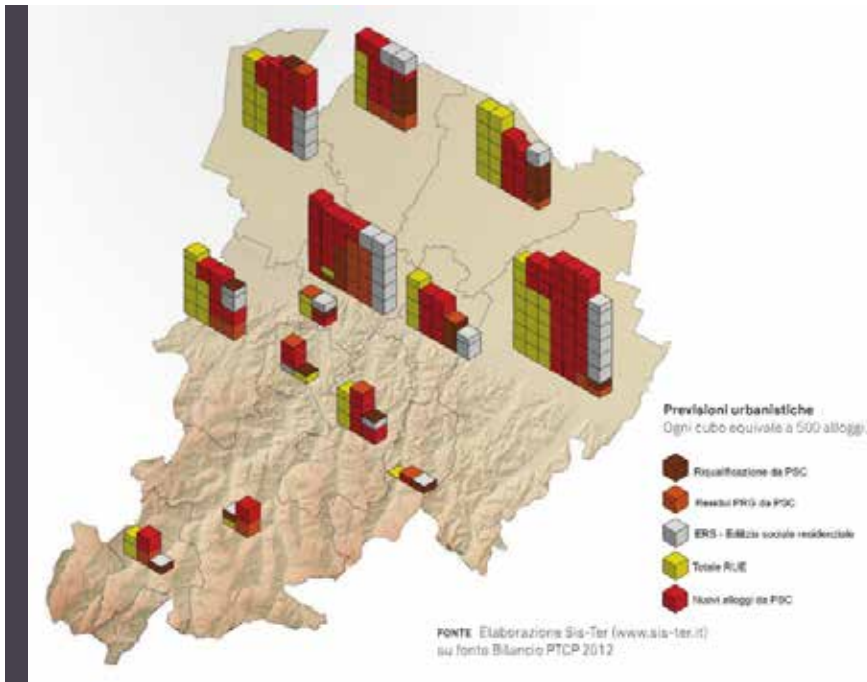 Previsioni urbanistiche
Ogni cubo equivale a 500 alloggi.
Riqualificazione da PSC
Residui PRG da PSC
ERS - Edilizia sociale residenziale
Totale RUE
Nuovi alloggi da PSC
FONTE Elaborazione Sis-Ter (www.sis-ter.it)
su fonto Bilancio PTCP 2012